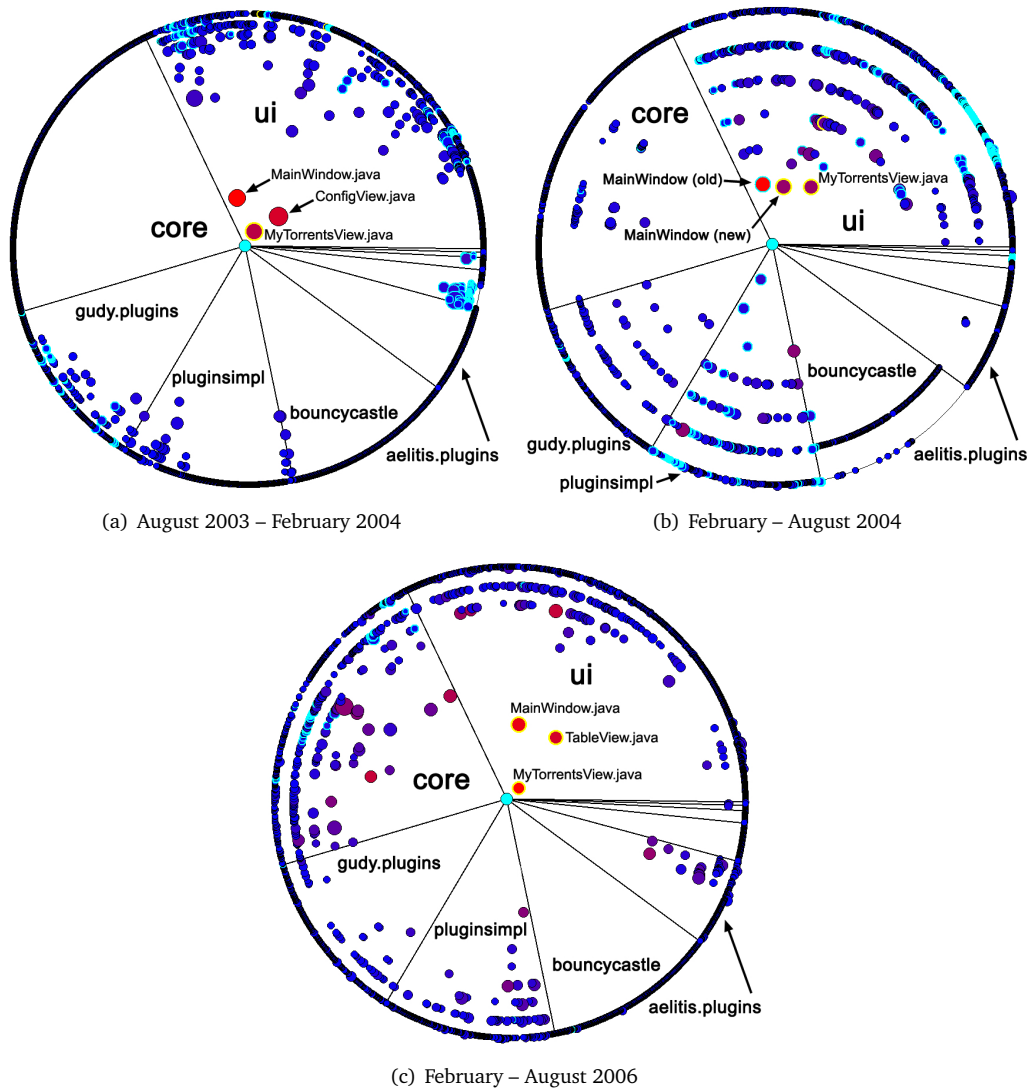 ui
MainWindow.java
ConfigView.java
core
MyTorrentsView.java
gudy.plugins
pluginsimpl
bouncycastle
aelitis.plugins
(a) August 2003 – February 2004
core
MainWindow (old)
MyTorrentsView.java
ui
MainWindow (new)
bouncycastle
gudy.plugins
aelitis.plugins
pluginsimpl
(b) February – August 2004
ui
MainWindow.java
TableView.java
MyTorrentsView.java
core
gudy.plugins
pluginsimpl
bouncycastle
aelitis.plugins
(c) February – August 2006